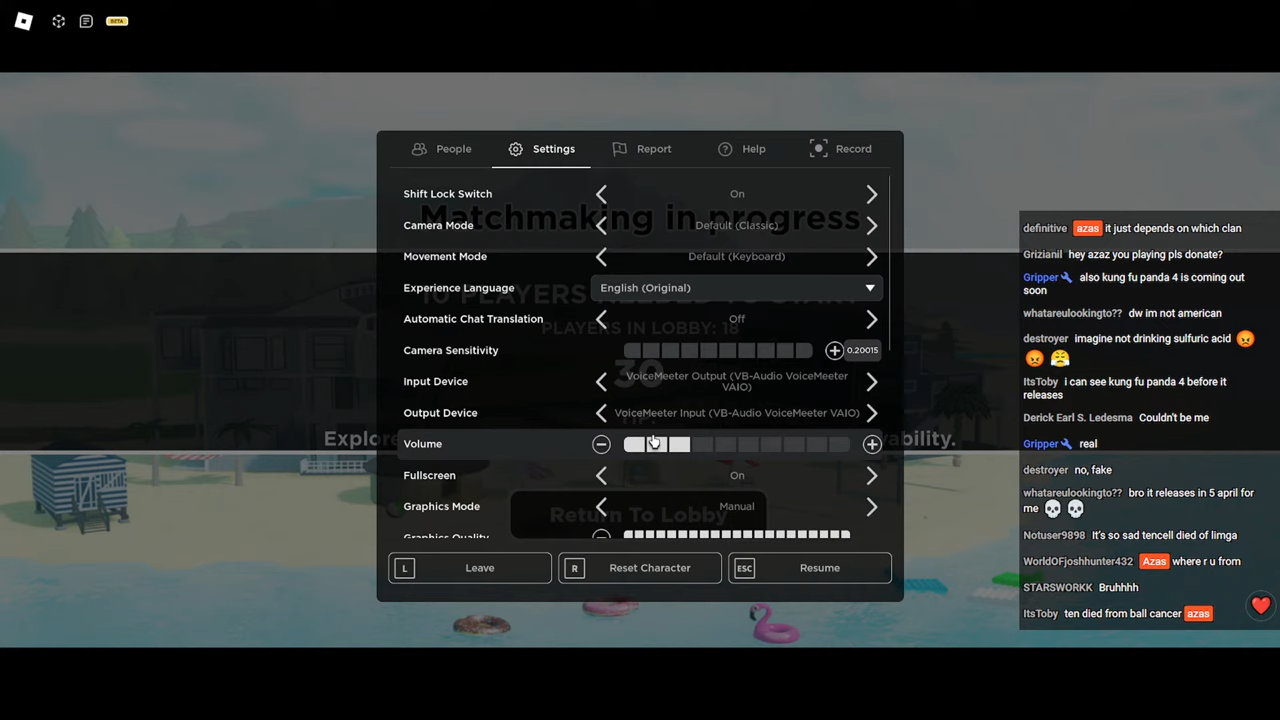 BETA
People
Settings
Report
Help
Record
Shift Lock Switch
On
Matchmaking in progress
Camera Mode
Default (Classic)
Movement Mode
Default (Keyboard)
Experience Language
English (Original)
10 PLAYERS NEEDED TO START
Automatic Chat Translation
Off
PLAYERS IN LOBBY: 18
Camera Sensitivity
0.20015
30
Input Device
VoiceMeeter Output (VB-Audio VoiceMeeter
VAIO)
Output Device
VoiceMeeter Input (VB-Audio VoiceMeeter VAIO)
Volume
Fullscreen
On
Graphics Mode
Manual
Return To Lobby
Graphics Quality
L
Leave
R
Reset Character
ESC
Resume
definitive azas it just depends on which clan
Grizianil hey azaz you playing pls donate?
Gripper also kung fu panda 4 is coming out
soon
whatareulookingto?? dw im not american
destroyer imagine not drinking sulfuric acid 😡
😡 😤
ItsToby i can see kung fu panda 4 before it
releases
Derick Earl S. Ledesma Couldn't be me
Gripper real
destroyer no, fake
whatareulookingto?? bro it releases in 5 april for
me 💀 💀
Notuser9898 It's so sad tencell died of limga
WorldOFjoshhunter432 Azas where r u from
STARSWORKK Bruhhhh
ItsToby ten died from ball cancer azas